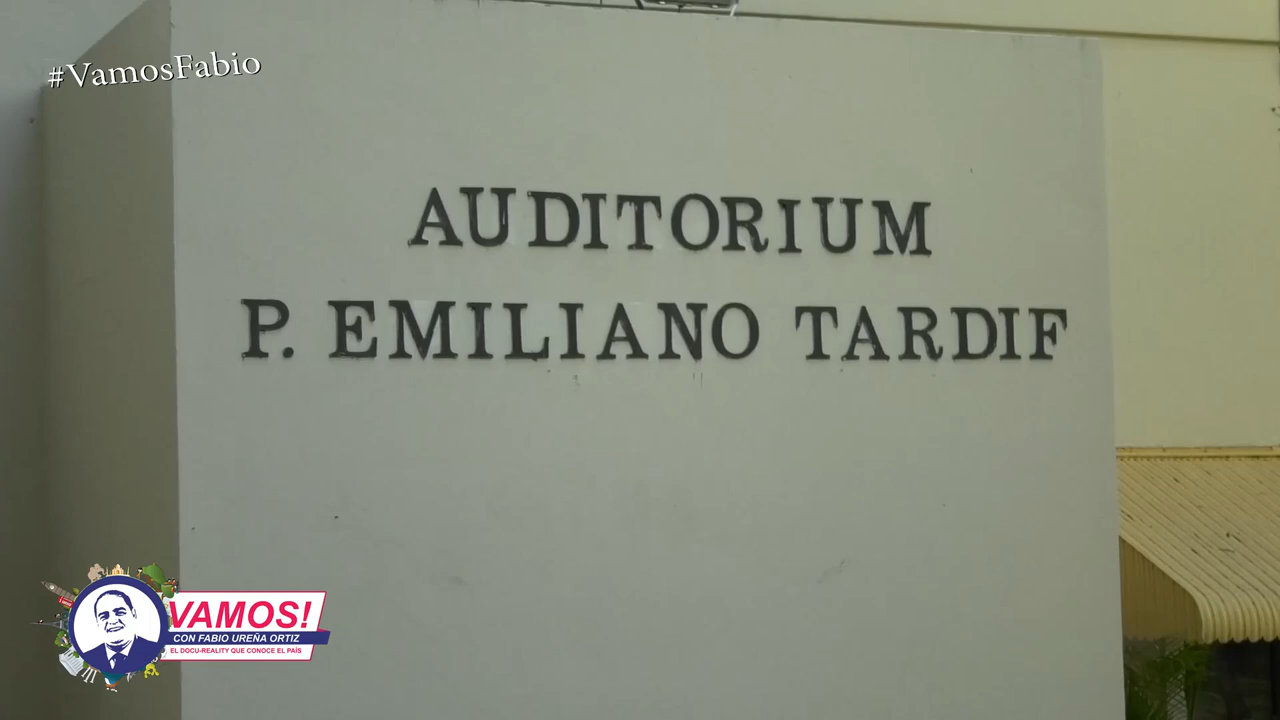 #VamosFabio
AUDITORIUM
P. EMILIANO TARDIF
VAMOS!
CON FABIO UREÑA ORTIZ
EL DOCU-REALITY QUE CONOCE EL PAÍS